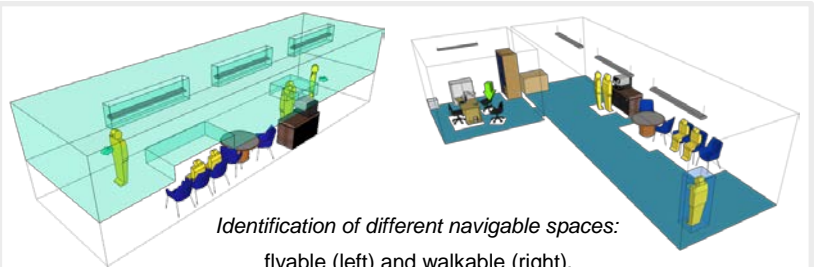 Identification of different navigable spaces:
flyable (left) and walkable (right).